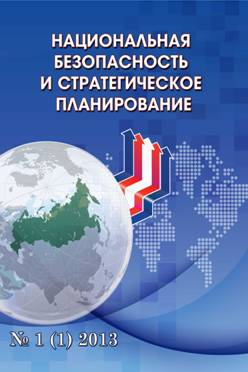 НАЦИОНАЛЬНАЯ
БЕЗОПАСНОСТЬ
И СТРАТЕГИЧЕСКОЕ
ПЛАНИРОВАНИЕ
№ 1 (1) 2013